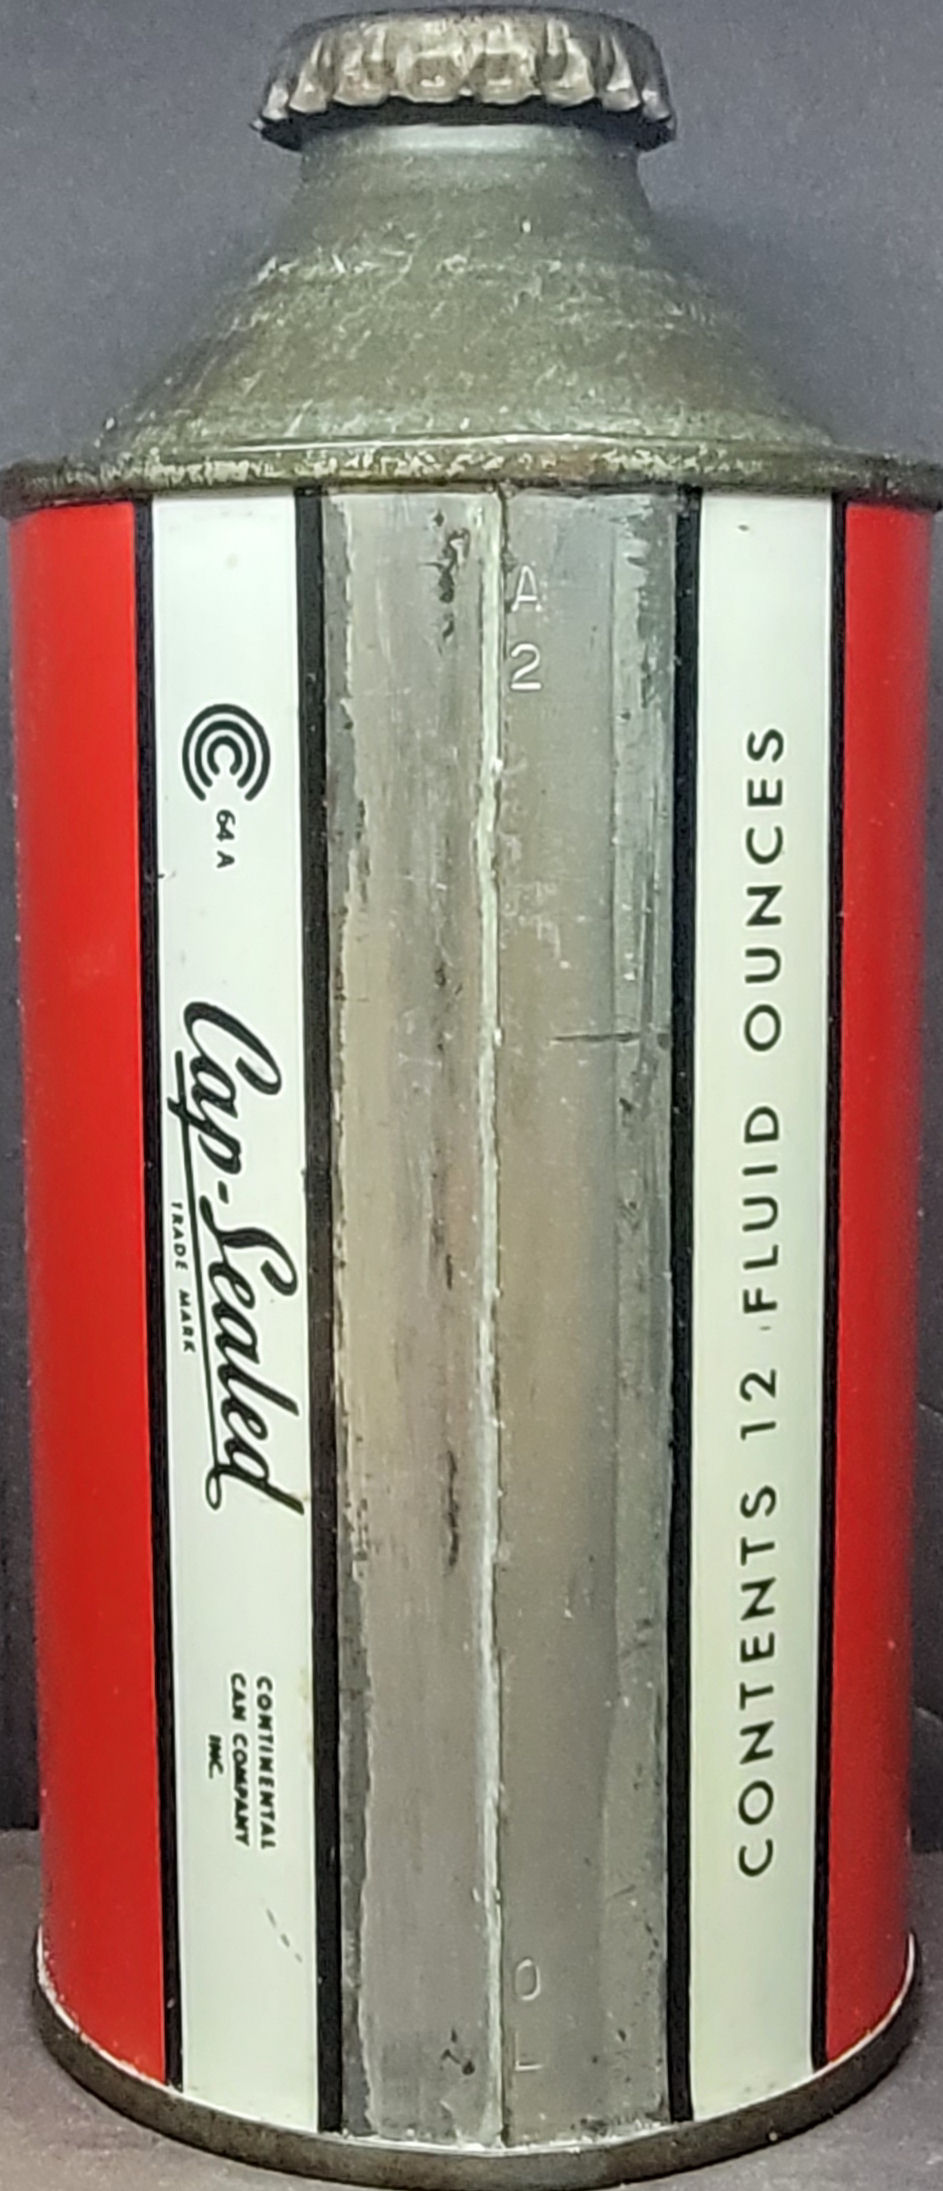 C
64 A
Cap-Sealed
TRADE MARK
CONTINENTAL
CAN COMPANY
INC.
A
2
O
L
CONTENTS 12 FLUID OUNCES